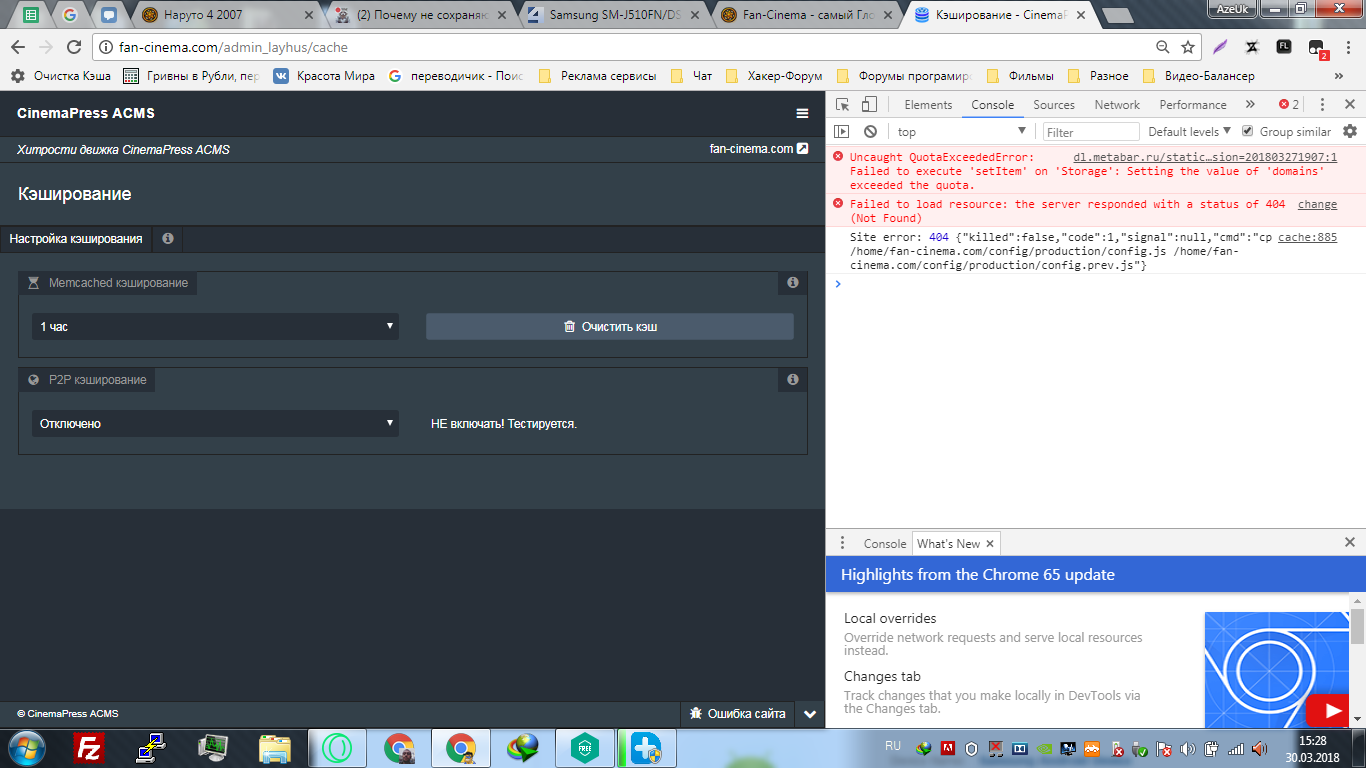 Наруто 4 2007
(2) Почему не сохраняю
Samsung SM-J510FN/DS
Fan-Cinema - самый Гло
Кэширование - CinemaP
AzeUk
fan-cinema.com/admin_layhus/cache
FL
2
Очистка Кэша
Гривны в Рубли, пер
Красота Мира
переводичик - Поис
Реклама сервисы
Чат
Хакер-Форум
Форумы програмир
Фильмы
Разное
Видео-Балансер
»
CinemaPress ACMS
Хитрости движка CinemaPress ACMS
fan-cinema.com
Кэширование
Настройка кэширования
Memcached кэширование
1 час
Очистить кэш
P2P кэширование
Отключено
НЕ включать! Тестируется.
© CinemaPress ACMS
Ошибка сайта
Elements
Console
Sources
Network
Performance
»
2
top
Filter
Default levels
Group similar
Uncaught QuotaExceededError: dl.metabar.ru/static…sion=201803271907:1
Failed to execute 'setItem' on 'Storage': Setting the value of 'domains'
exceeded the quota.
Failed to load resource: the server responded with a status of 404 change
(Not Found)
Site error: 404 {"killed":false,"code":1,"signal":null,"cmd":"cp cache:885
/home/fan-cinema.com/config/production/config.js /home/fan-
cinema.com/config/production/config.prev.js"}
Console
What's New
Highlights from the Chrome 65 update
Local overrides
Override network requests and serve local resources
instead.
Changes tab
Track changes that you make locally in DevTools via
the Changes tab.
Fz
FREE
RU
15:28
30.03.2018